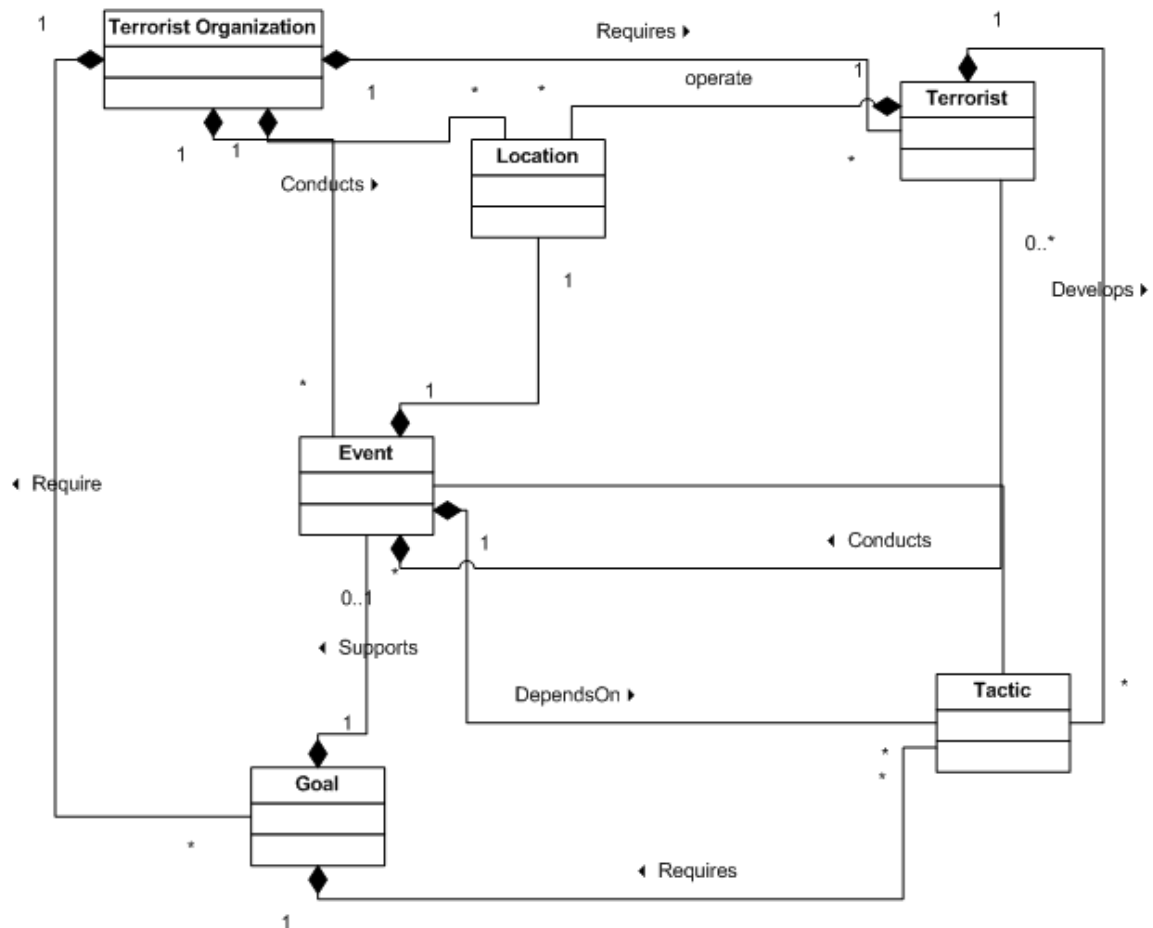 1
Terrorist Organization
Requires ▸
1
1
*
*
operate
1
Terrorist
1
1
Location
*
Conducts ▸
0..*
1
Develops ▸
*
1
Event
◂ Require
1
◂ Conducts
*
0..1
◂ Supports
DependsOn ▸
Tactic
*
1
*
*
Goal
*
◂ Requires
1